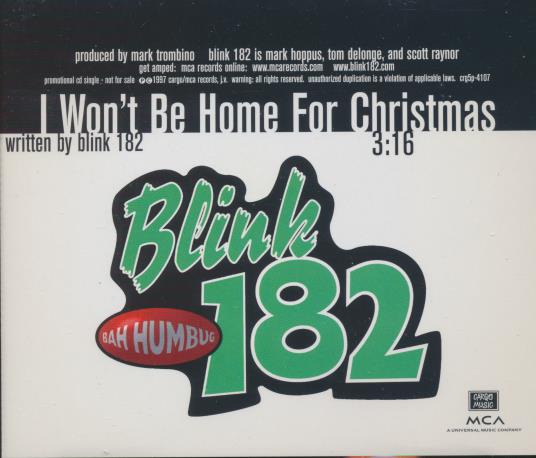 produced by mark trombino blink 182 is mark hoppus, tom delonge, and scott raynor
get amped: mca records online: www.mcarecords.com www.blink182.com
promotional cd single - not for sale ℗©1997 cargo/mca records, j.v. warning: all rights reserved. unauthorized duplication is a violation of applicable laws. crg5p-4107
I Won't Be Home For Christmas
written by blink 182 3:16
Blink
182
BAH HUMBUG
CARGO
MUSIC
MCA
A UNIVERSAL MUSIC COMPANY